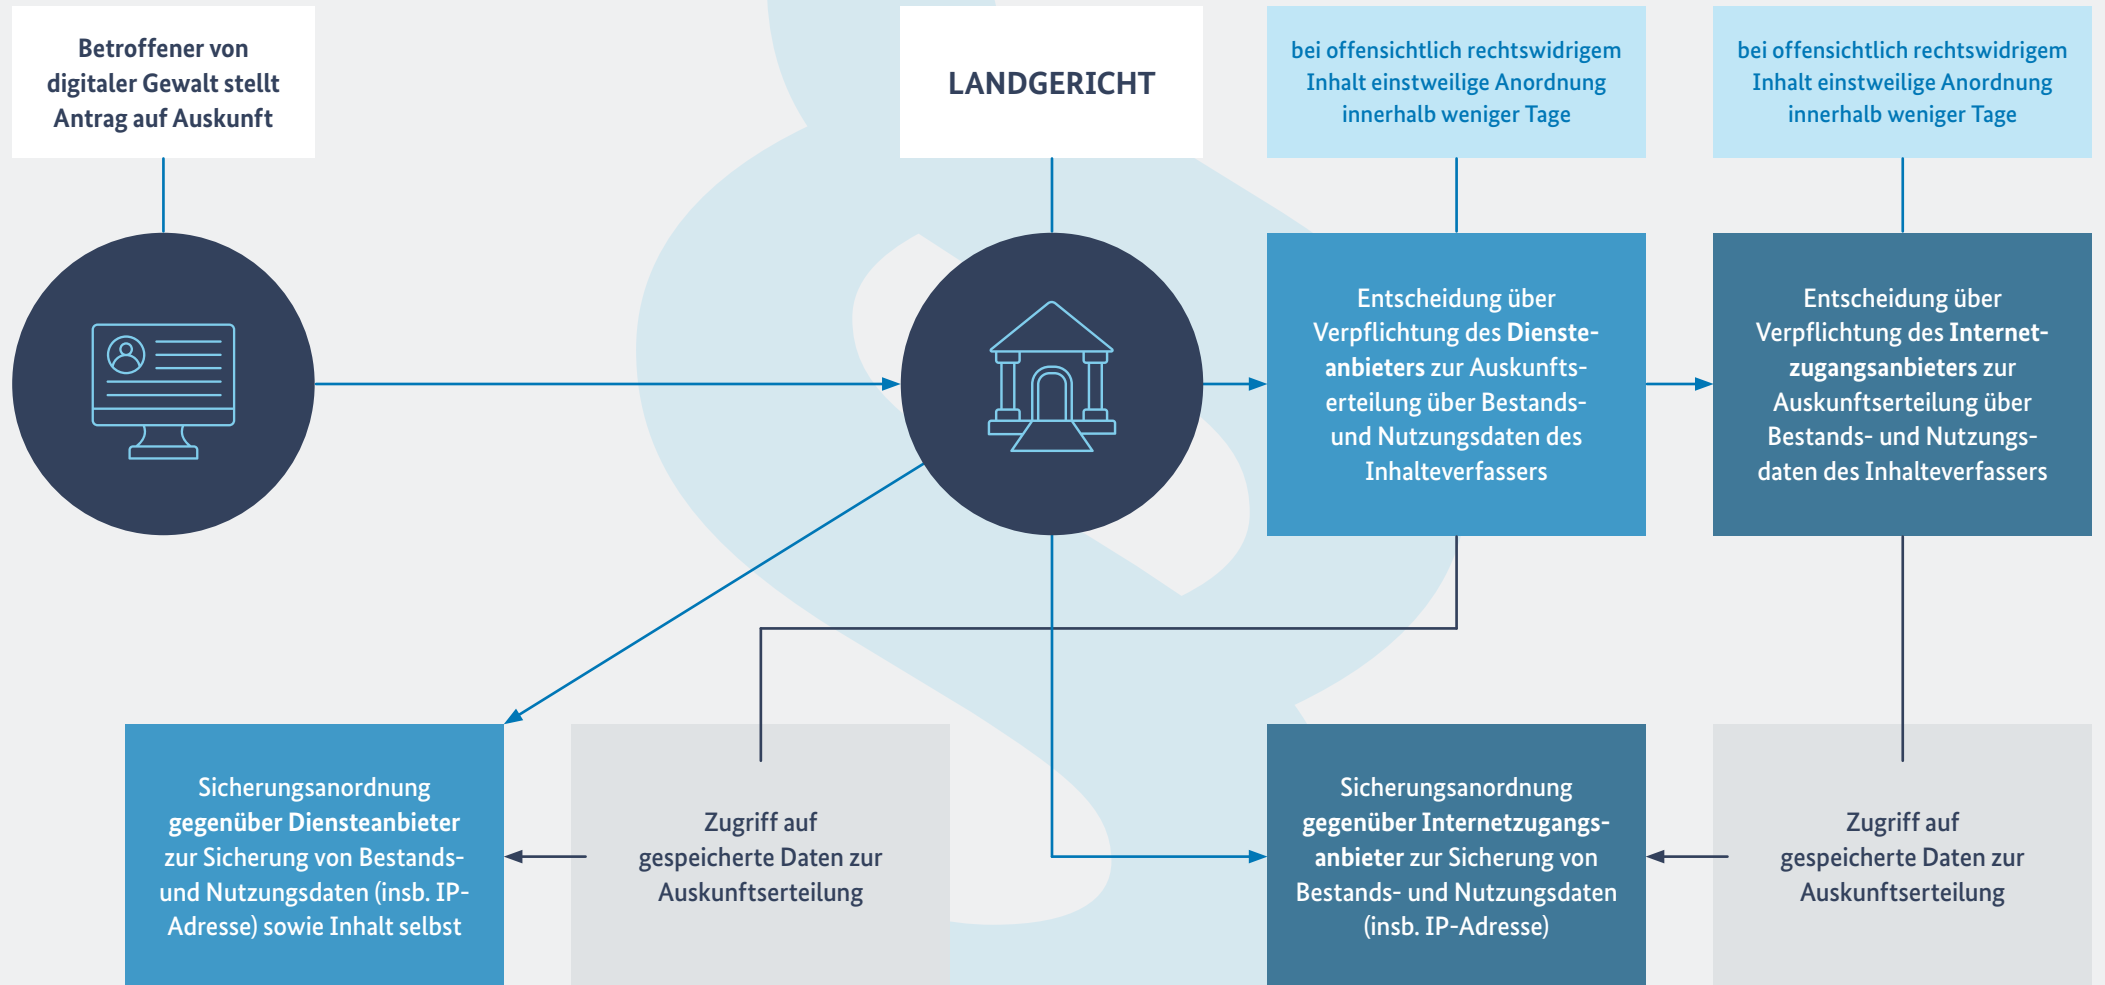 Betroffener von
digitaler Gewalt stellt
Antrag auf Auskunft
LANDGERICHT
bei offensichtlich rechtswidrigem
Inhalt einstweilige Anordnung
innerhalb weniger Tage
bei offensichtlich rechtswidrigem
Inhalt einstweilige Anordnung
innerhalb weniger Tage
Entscheidung über
Verpflichtung des Dienste-
anbieters zur Auskunfts-
erteilung über Bestands-
und Nutzungsdaten des
Inhalteverfassers
Entscheidung über
Verpflichtung des Internet-
zugangsanbieters zur
Auskunftserteilung über
Bestands- und Nutzungs-
daten des Inhalteverfassers
Sicherungsanordnung
gegenüber Diensteanbieter
zur Sicherung von Bestands-
und Nutzungsdaten (insb. IP-
Adresse) sowie Inhalt selbst
Zugriff auf
gespeicherte Daten zur
Auskunftserteilung
Sicherungsanordnung
gegenüber Internetzugangs-
anbieter zur Sicherung von
Bestands- und Nutzungsdaten
(insb. IP-Adresse)
Zugriff auf
gespeicherte Daten zur
Auskunftserteilung